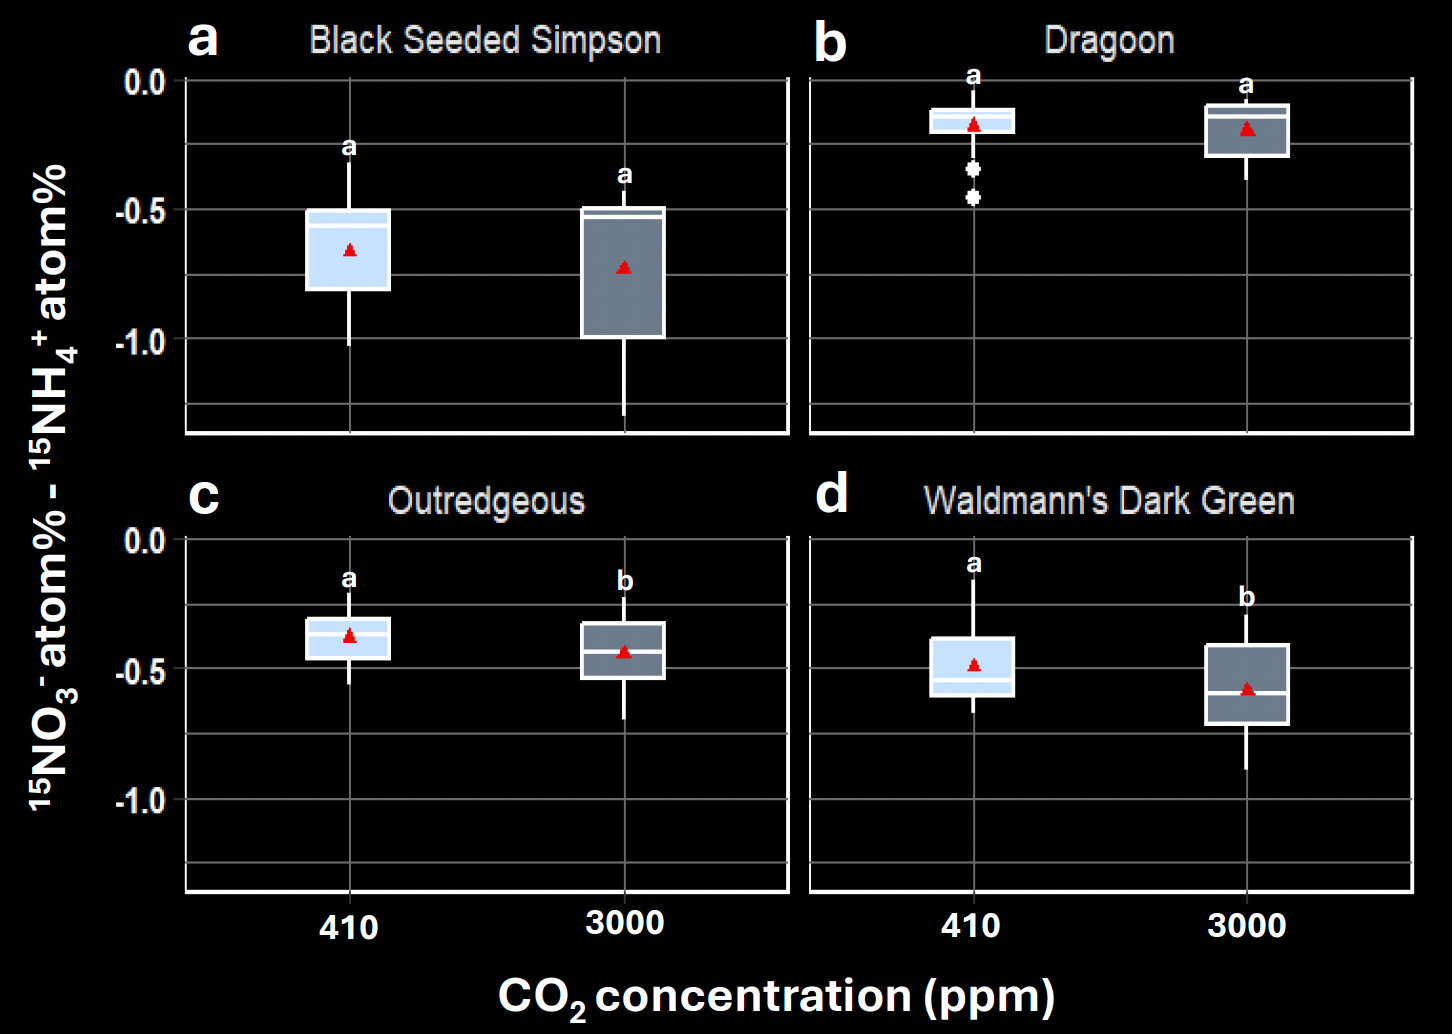 a Black Seeded Simpson
b Dragoon
0.0
-0.5
-1.0
a
a
a
a
c Outredgeous
d Waldmann's Dark Green
0.0
-0.5
-1.0
a
b
a
b
¹⁵NO₃⁻ atom% - ¹⁵NH₄⁺ atom%
410
3000
410
3000
CO₂ concentration (ppm)